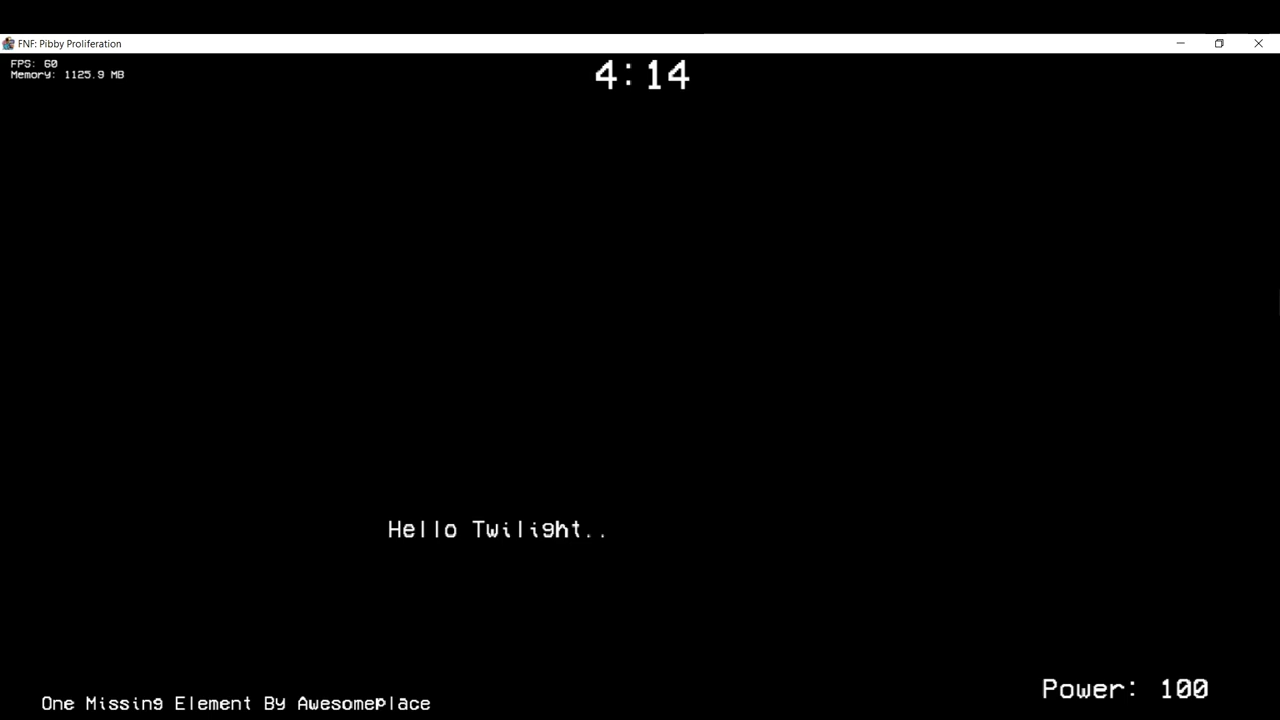 FNF: Pibby Proliferation
FPS: 60
Memory: 1125.9 MB
4:14
Hello Twilight..
Power: 100
One Missing Element By Awesomeplace